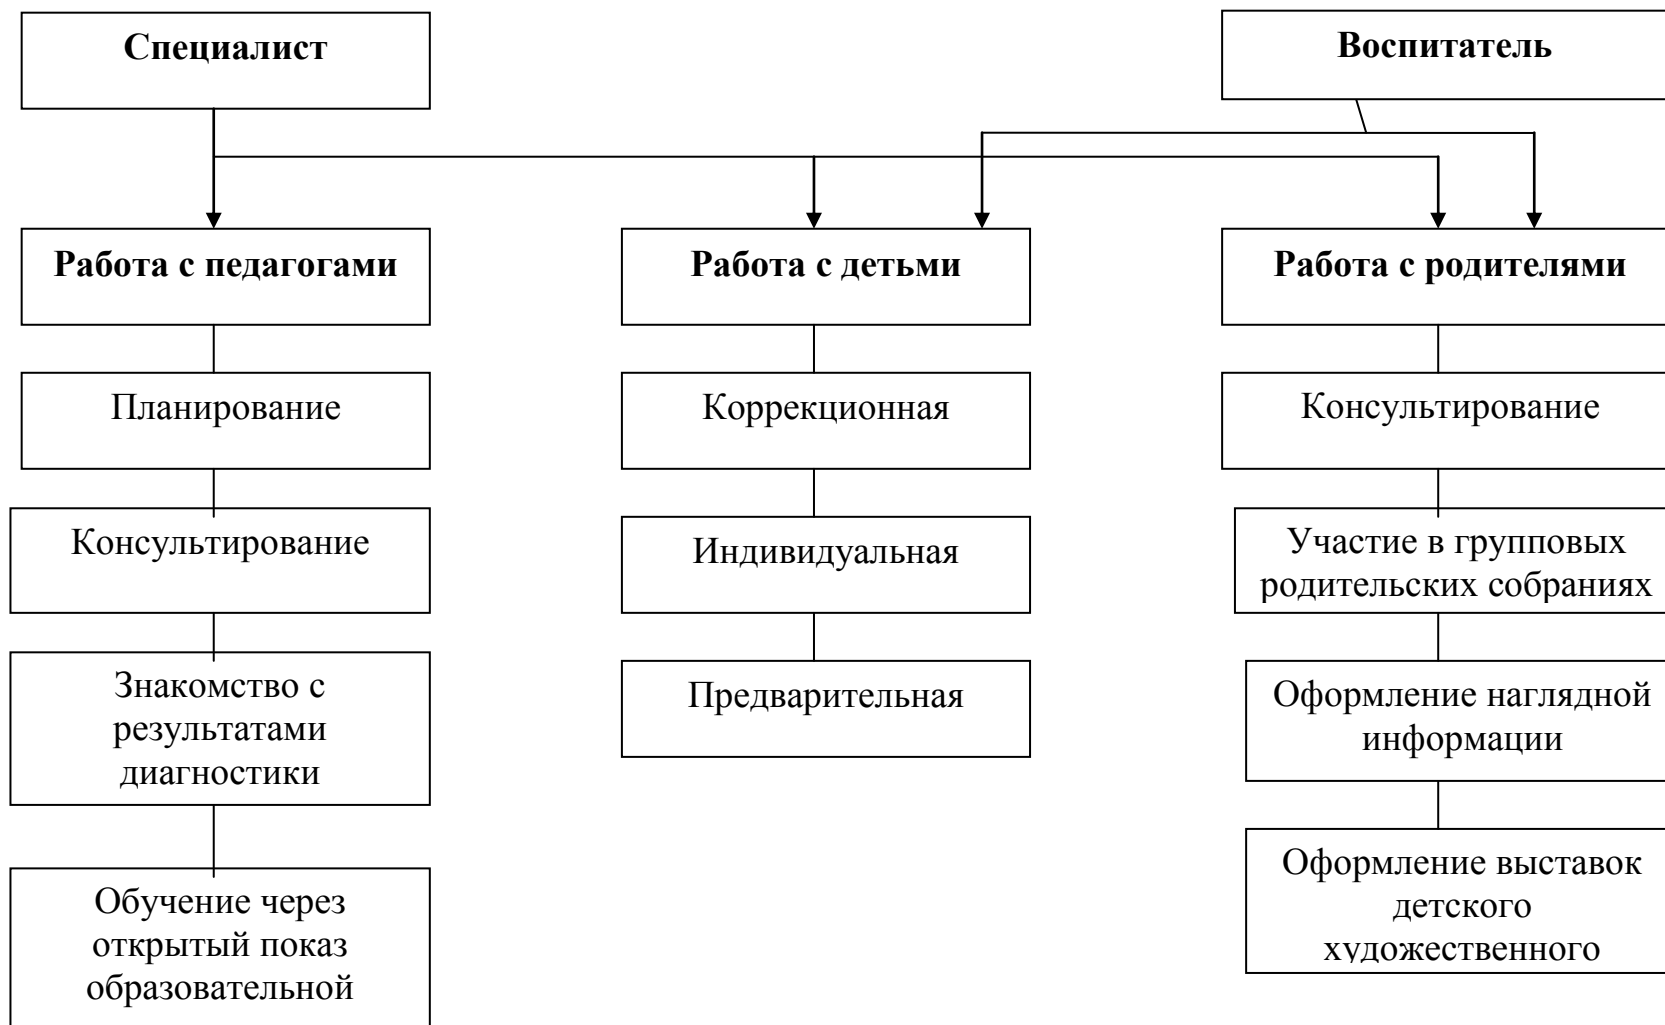 Специалист
Воспитатель
Работа с педагогами
Работа с детьми
Работа с родителями
Планирование
Коррекционная
Консультирование
Консультирование
Индивидуальная
Участие в групповых
родительских собраниях
Знакомство с
результатами
диагностики
Предварительная
Оформление наглядной
информации
Обучение через
открытый показ
образовательной
Оформление выставок
детского
художественного